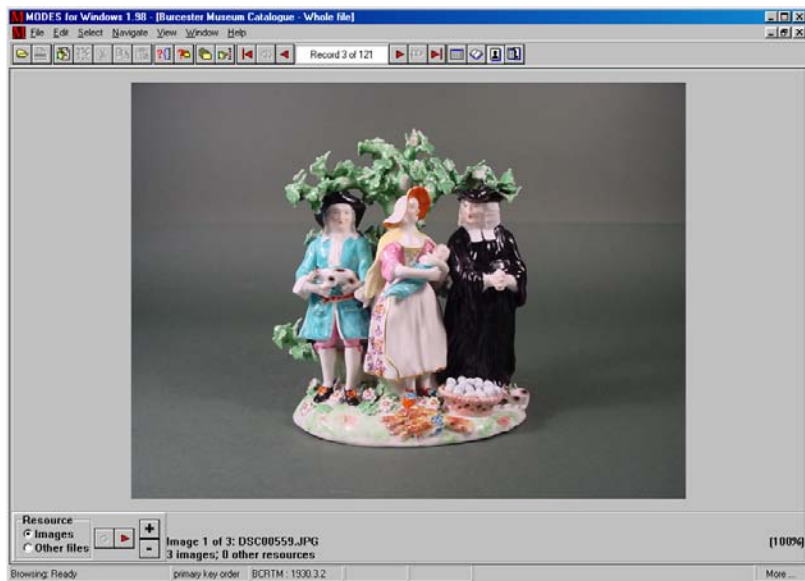 MODES for Windows 1.98 - [Burcester Museum Catalogue - Whole file]
File Edit Select Navigate View Window Help
Record 3 of 121
Resource
Images
Other files
+
-
Image 1 of 3: DSC00559.JPG
3 images; 0 other resources
[100%]
Browsing: Ready primary key order BCRTM : 1930.3.2 More ...